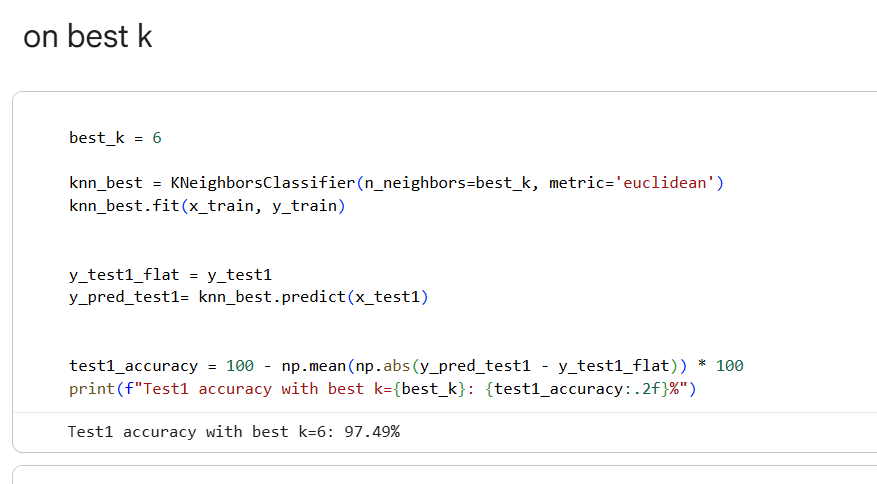 on best k
best_k = 6
knn_best = KNeighborsClassifier(n_neighbors=best_k, metric='euclidean')
knn_best.fit(x_train, y_train)
y_test1_flat = y_test1
y_pred_test1= knn_best.predict(x_test1)
test1_accuracy = 100 - np.mean(np.abs(y_pred_test1 - y_test1_flat)) * 100
print(f"Test1 accuracy with best k={best_k}: {test1_accuracy:.2f}%")
Test1 accuracy with best k=6: 97.49%